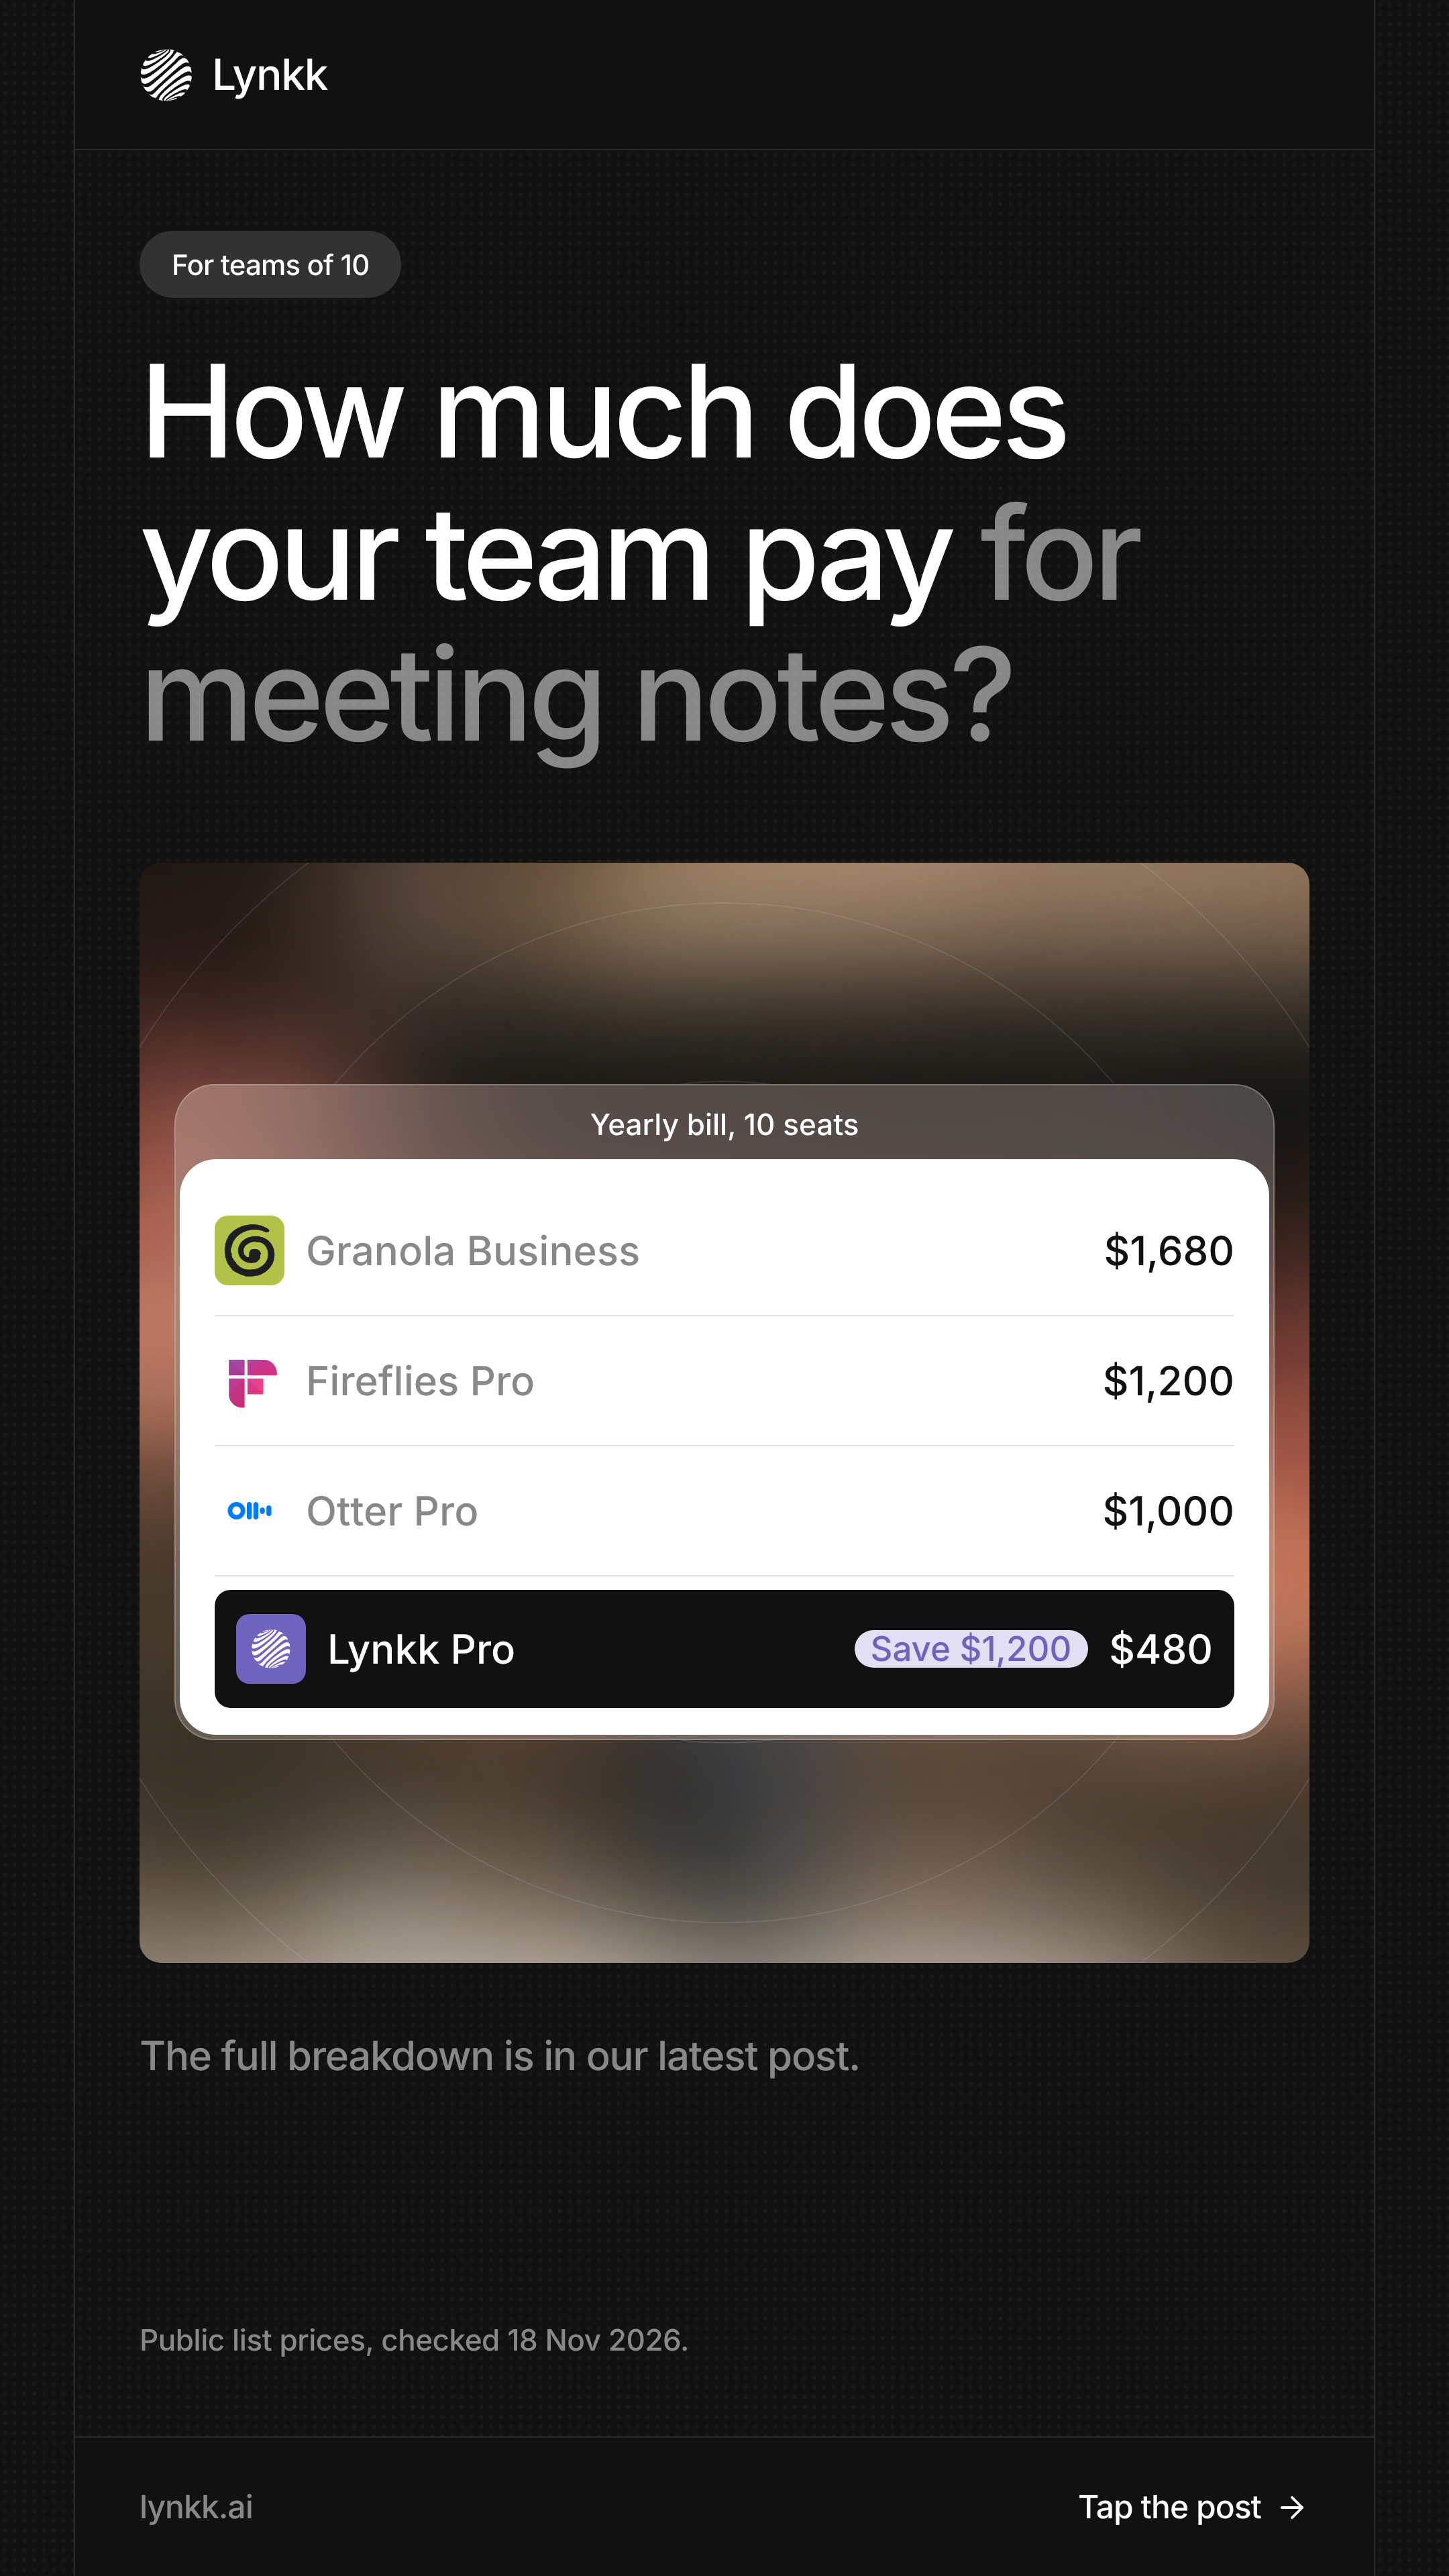 Lynkk
For teams of 10
How much does
your team pay for
meeting notes?
Yearly bill, 10 seats
Granola Business $1,680
Fireflies Pro $1,200
Otter Pro $1,000
Lynkk Pro Save $1,200 $480
The full breakdown is in our latest post.
Public list prices, checked 18 Nov 2026.
lynkk.ai Tap the post →